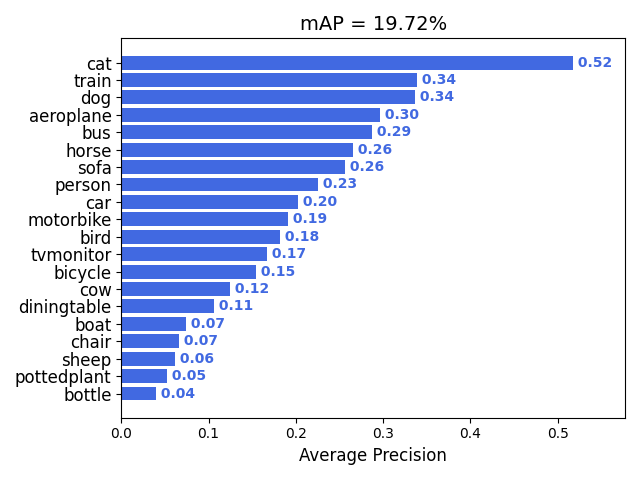 mAP = 19.72%
cat 0.52
train 0.34
dog 0.34
aeroplane 0.30
bus 0.29
horse 0.26
sofa 0.26
person 0.23
car 0.20
motorbike 0.19
bird 0.18
tvmonitor 0.17
bicycle 0.15
cow 0.12
diningtable 0.11
boat 0.07
chair 0.07
sheep 0.06
pottedplant 0.05
bottle 0.04
0.0 0.1 0.2 0.3 0.4 0.5
Average Precision